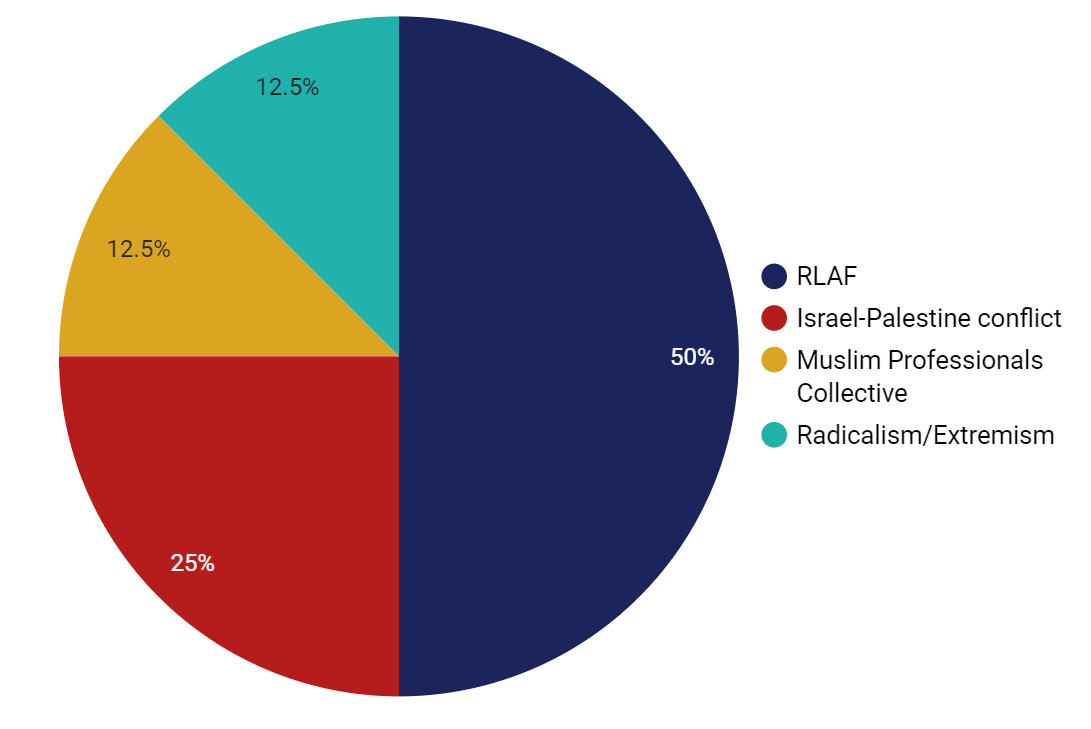 12.5%
12.5%
50%
25%
RLAF
Israel-Palestine conflict
Muslim Professionals
Collective
Radicalism/Extremism